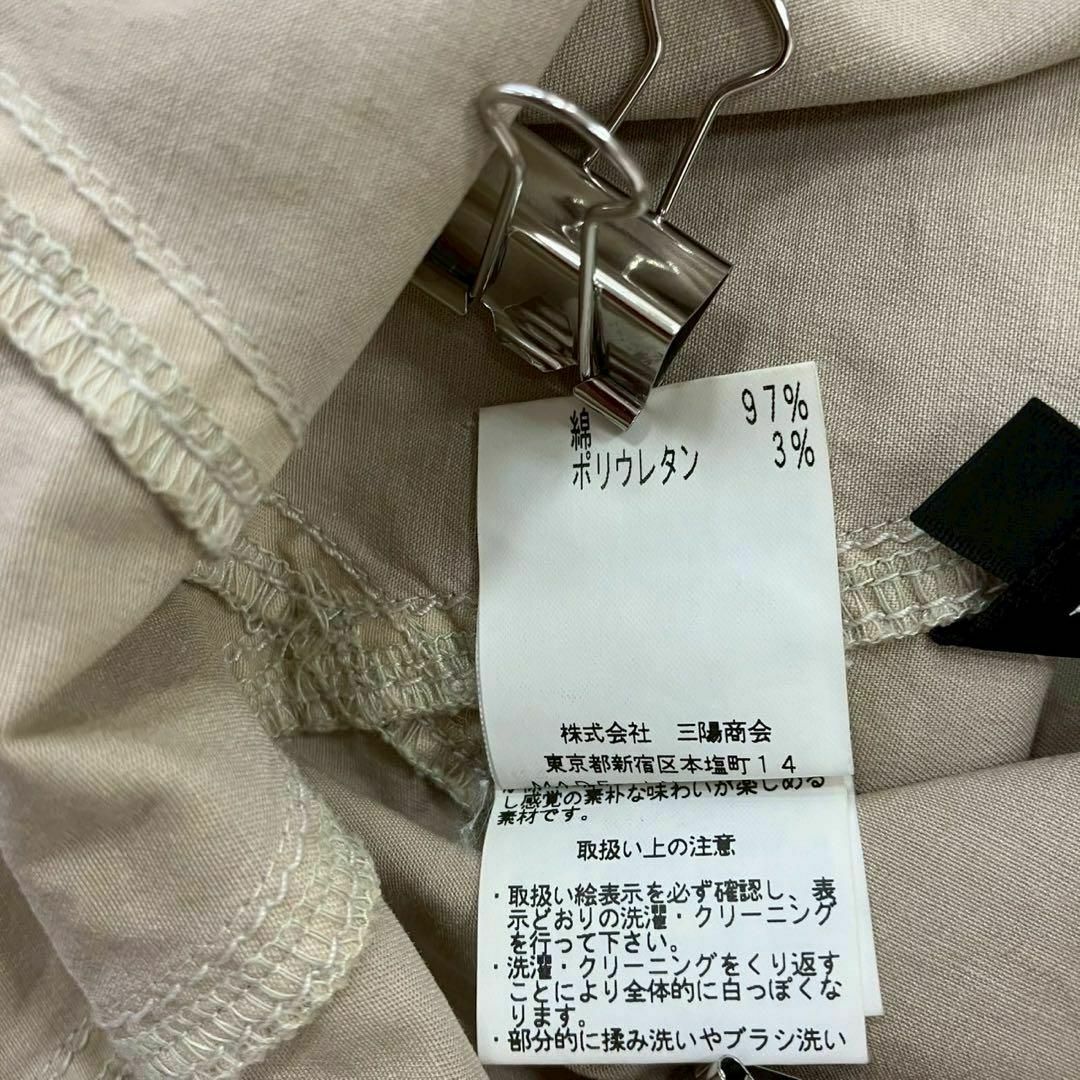 綿 97%
ポリウレタン 3%
株式会社 三陽商会
東京都新宿区本塩町14
し感覚の素朴な味わいが楽しめる
素材です。
取扱い上の注意
・取扱い絵表示を必ず確認し、表
示どおりの洗濯・クリーニング
を行って下さい。
・洗濯・クリーニングをくり返す
ことにより全体的に白っぽくな
ります。
・部分的に揉み洗いやブラシ洗い